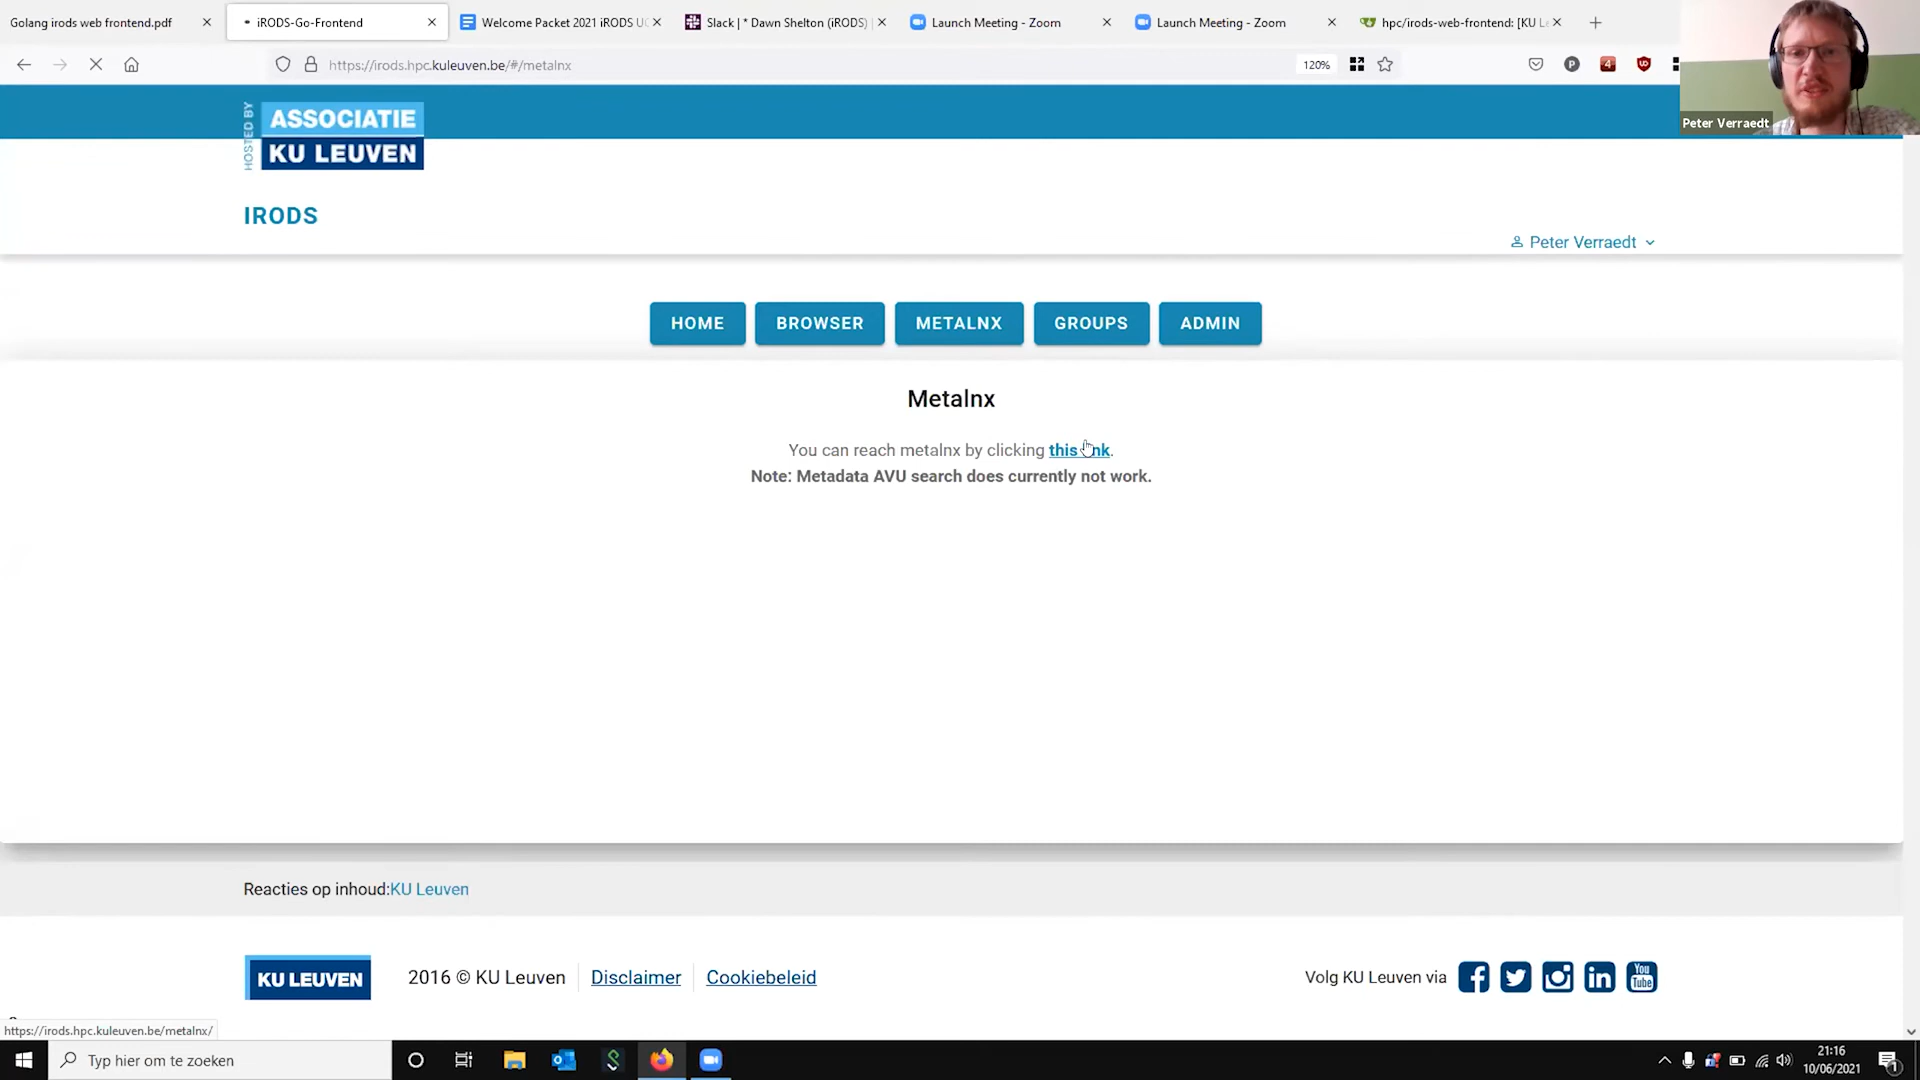 Golang irods web frontend.pdf
iRODS-Go-Frontend
Welcome Packet 2021 iRODS U
Slack | * Dawn Shelton (iRODS) |
Launch Meeting - Zoom
Launch Meeting - Zoom
hpc/irods-web-frontend: [KU L
https://irods.hpc.kuleuven.be/#/metalnx
120%
Peter Verraedt
HOSTED BY
ASSOCIATIE
KU LEUVEN
IRODS
Peter Verraedt
HOME
BROWSER
METALNX
GROUPS
ADMIN
Metalnx
You can reach metalnx by clicking this link.
Note: Metadata AVU search does currently not work.
Reacties op inhoud:KU Leuven
KU LEUVEN
2016 © KU Leuven
Disclaimer
Cookiebeleid
Volg KU Leuven via
You Tube
https://irods.hpc.kuleuven.be/metalnx/
Typ hier om te zoeken
21:16
10/06/2021